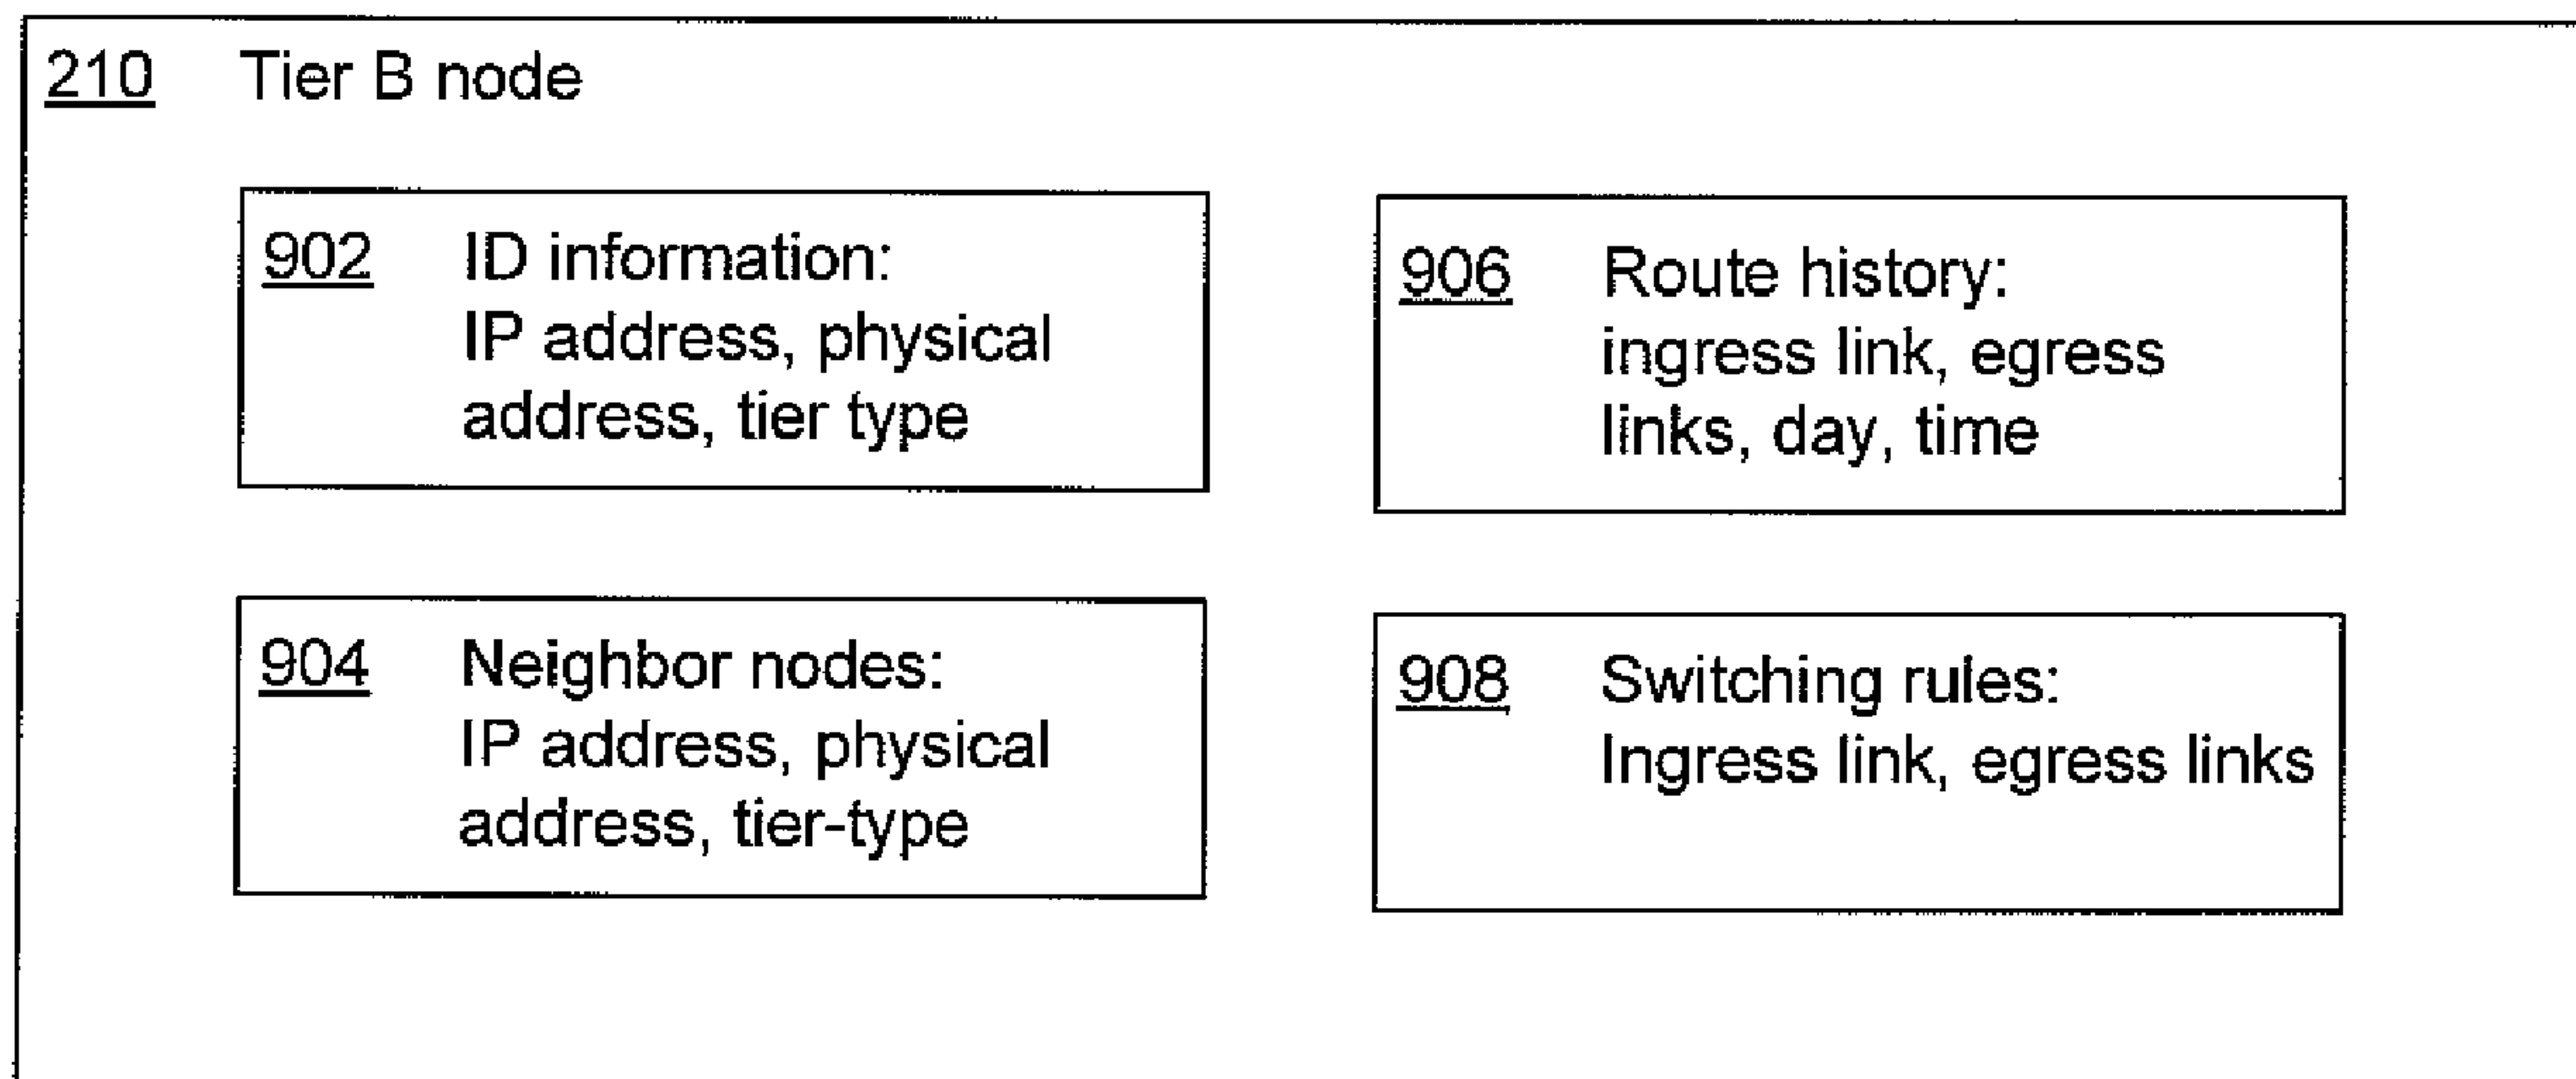 210 Tier B node
902 ID information:
IP address, physical
address, tier type
904 Neighbor nodes:
IP address, physical
address, tier-type
906 Route history:
ingress link, egress
links, day, time
908 Switching rules:
Ingress link, egress links